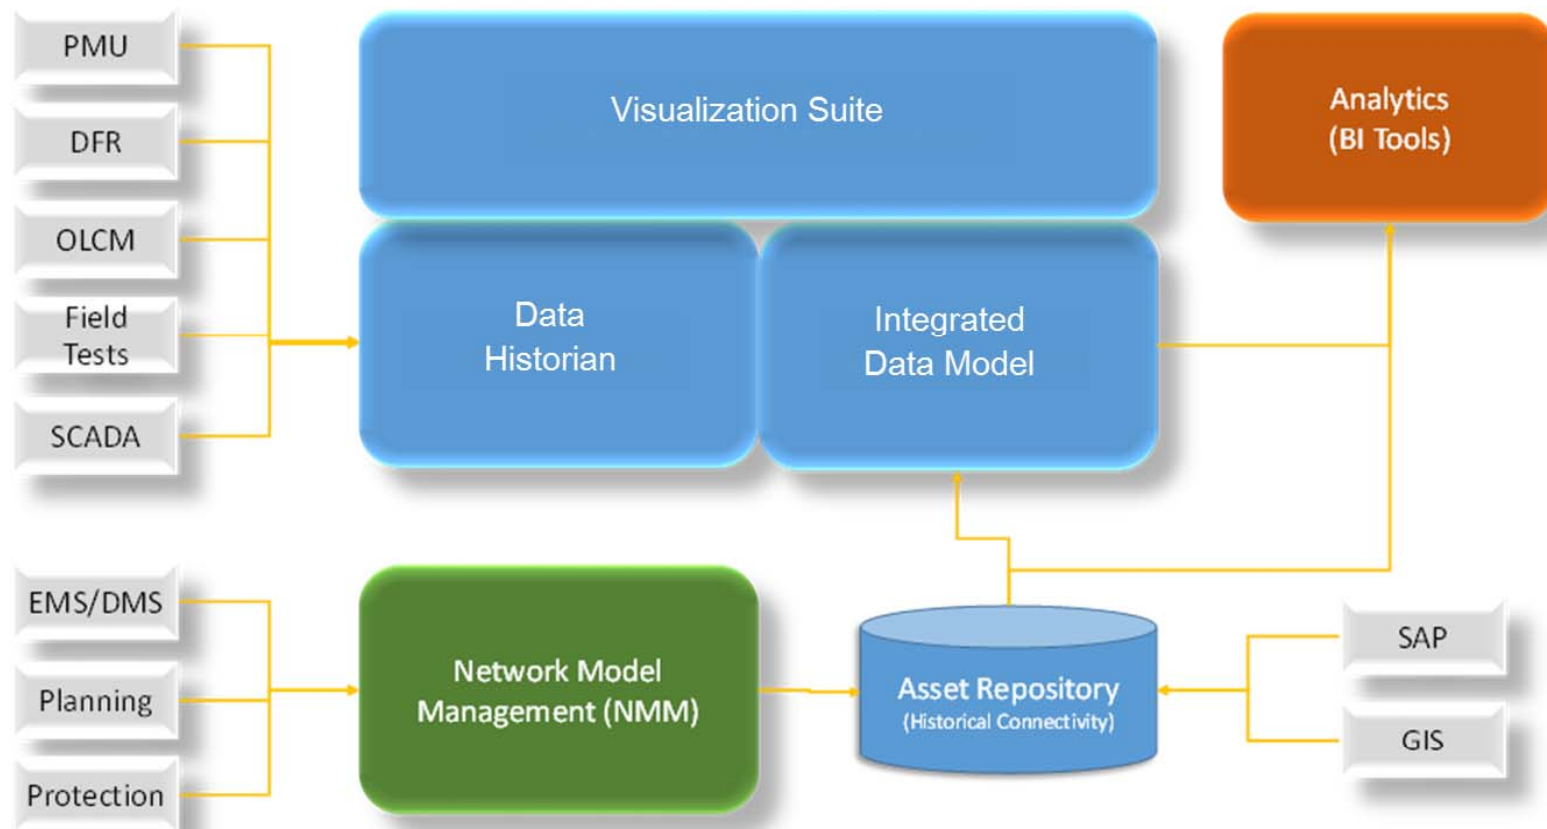 PMU
DFR
OLCM
Field
Tests
SCADA
Visualization Suite
Data
Historian
Integrated
Data Model
Analytics
(BI Tools)
EMS/DMS
Planning
Protection
Network Model
Management (NMM)
Asset Repository
(Historical Connectivity)
SAP
GIS